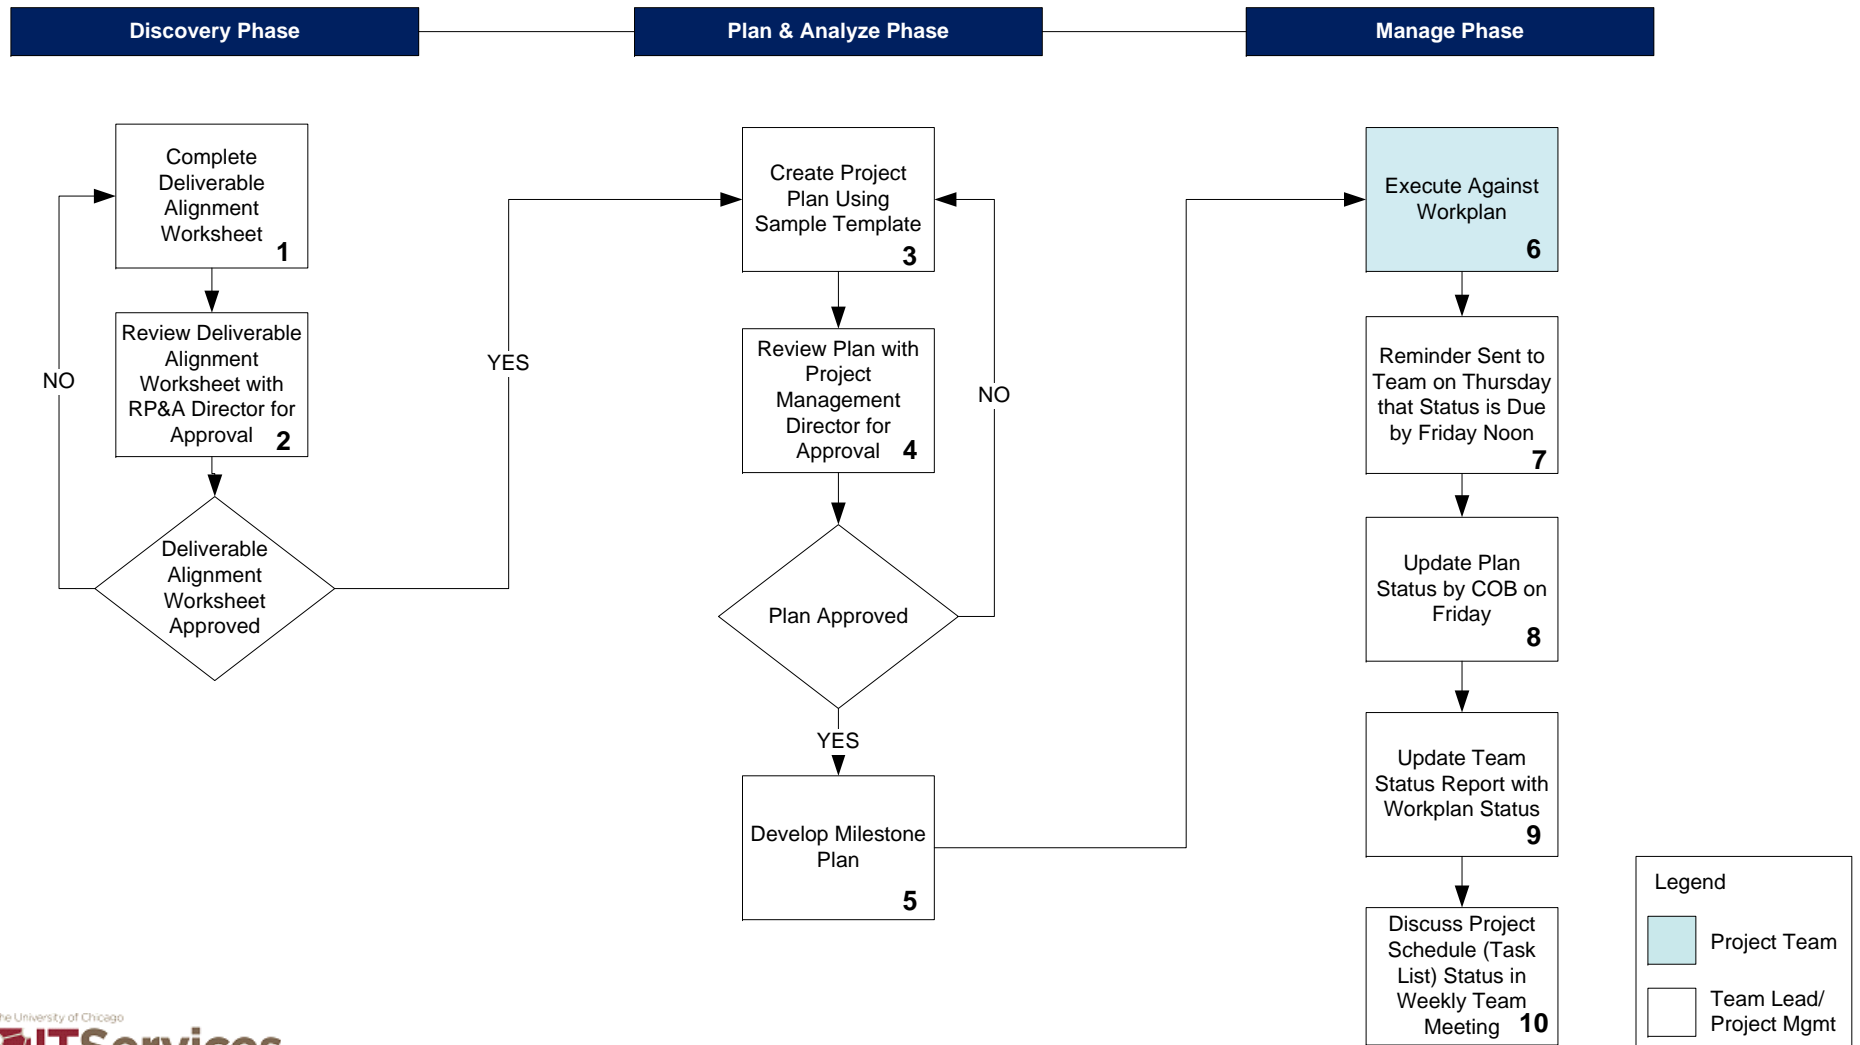 Discovery Phase
Plan & Analyze Phase
Manage Phase
Complete
Deliverable
Alignment
Worksheet
1
Review Deliverable
Alignment
Worksheet with
RP&A Director for
Approval
2
NO
Deliverable
Alignment
Worksheet
Approved
YES
Create Project
Plan Using
Sample Template
3
Review Plan with
Project
Management
Director for
Approval
4
NO
Plan Approved
YES
Develop Milestone
Plan
5
Execute Against
Workplan
6
Reminder Sent to
Team on Thursday
that Status is Due
by Friday Noon
7
Update Plan
Status by COB on
Friday
8
Update Team
Status Report with
Workplan Status
9
Discuss Project
Schedule (Task
List) Status in
Weekly Team
Meeting
10
Legend
Project Team
Team Lead/
Project Mgmt
The University of Chicago
ITServices